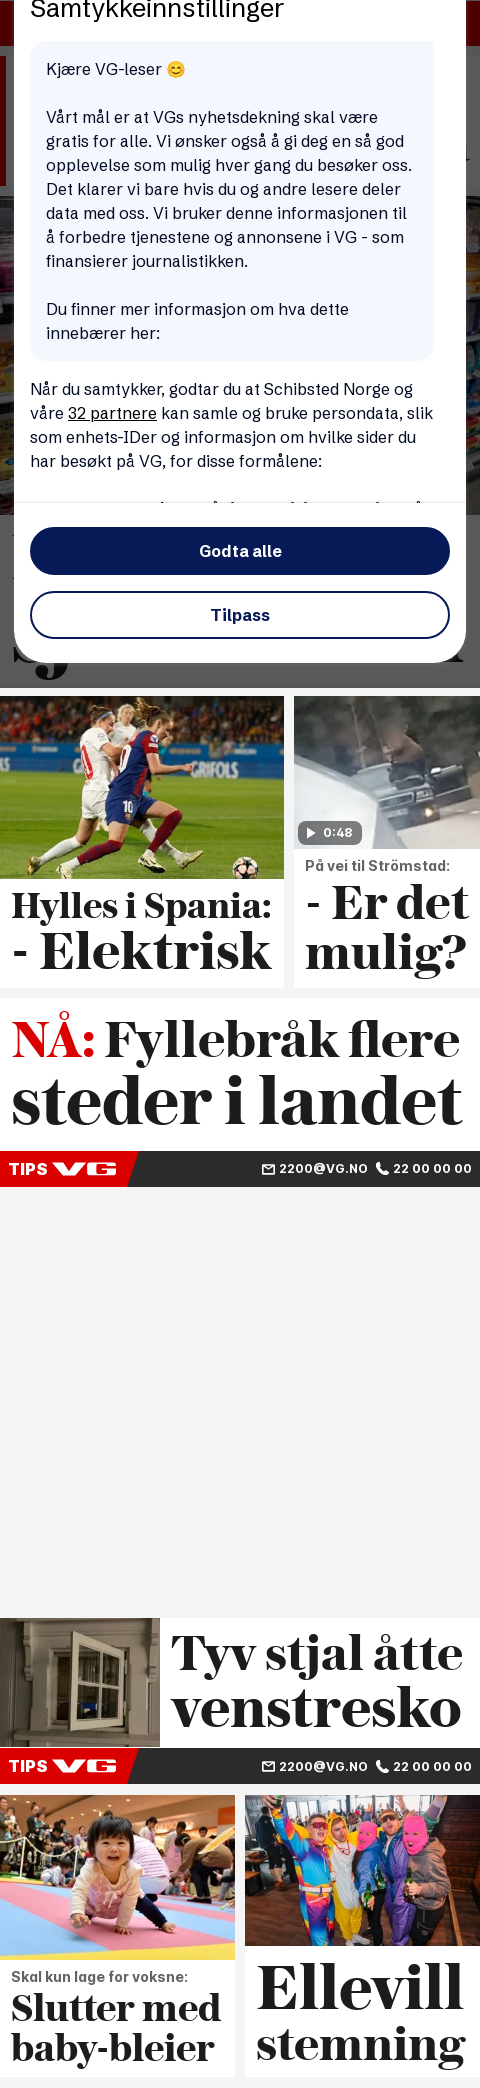 Samtykkeinnstillinger
Kjære VG-leser 😊
Vårt mål er at VGs nyhetsdekning skal være
gratis for alle. Vi ønsker også å gi deg en så god
opplevelse som mulig hver gang du besøker oss.
Det klarer vi bare hvis du og andre lesere deler
data med oss. Vi bruker denne informasjonen til
å forbedre tjenestene og annonsene i VG - som
finansierer journalistikken.
Du finner mer informasjon om hva dette
innebærer her:
Når du samtykker, godtar du at Schibsted Norge og
våre 32 partnere kan samle og bruke persondata, slik
som enhets-IDer og informasjon om hvilke sider du
har besøkt på VG, for disse formålene:
Godta alle
Tilpass
GRIFOLS
10
Hylles i Spania:
- Elektrisk
0:48
På vei til Strömstad:
- Er det
mulig?
NÅ: Fyllebråk flere
steder i landet
TIPS VG 2200@VG.NO 22 00 00 00
Tyv stjal åtte
venstresko
TIPS VG 2200@VG.NO 22 00 00 00
Skal kun lage for voksne:
Slutter med
baby-bleier
Ellevill
stemning